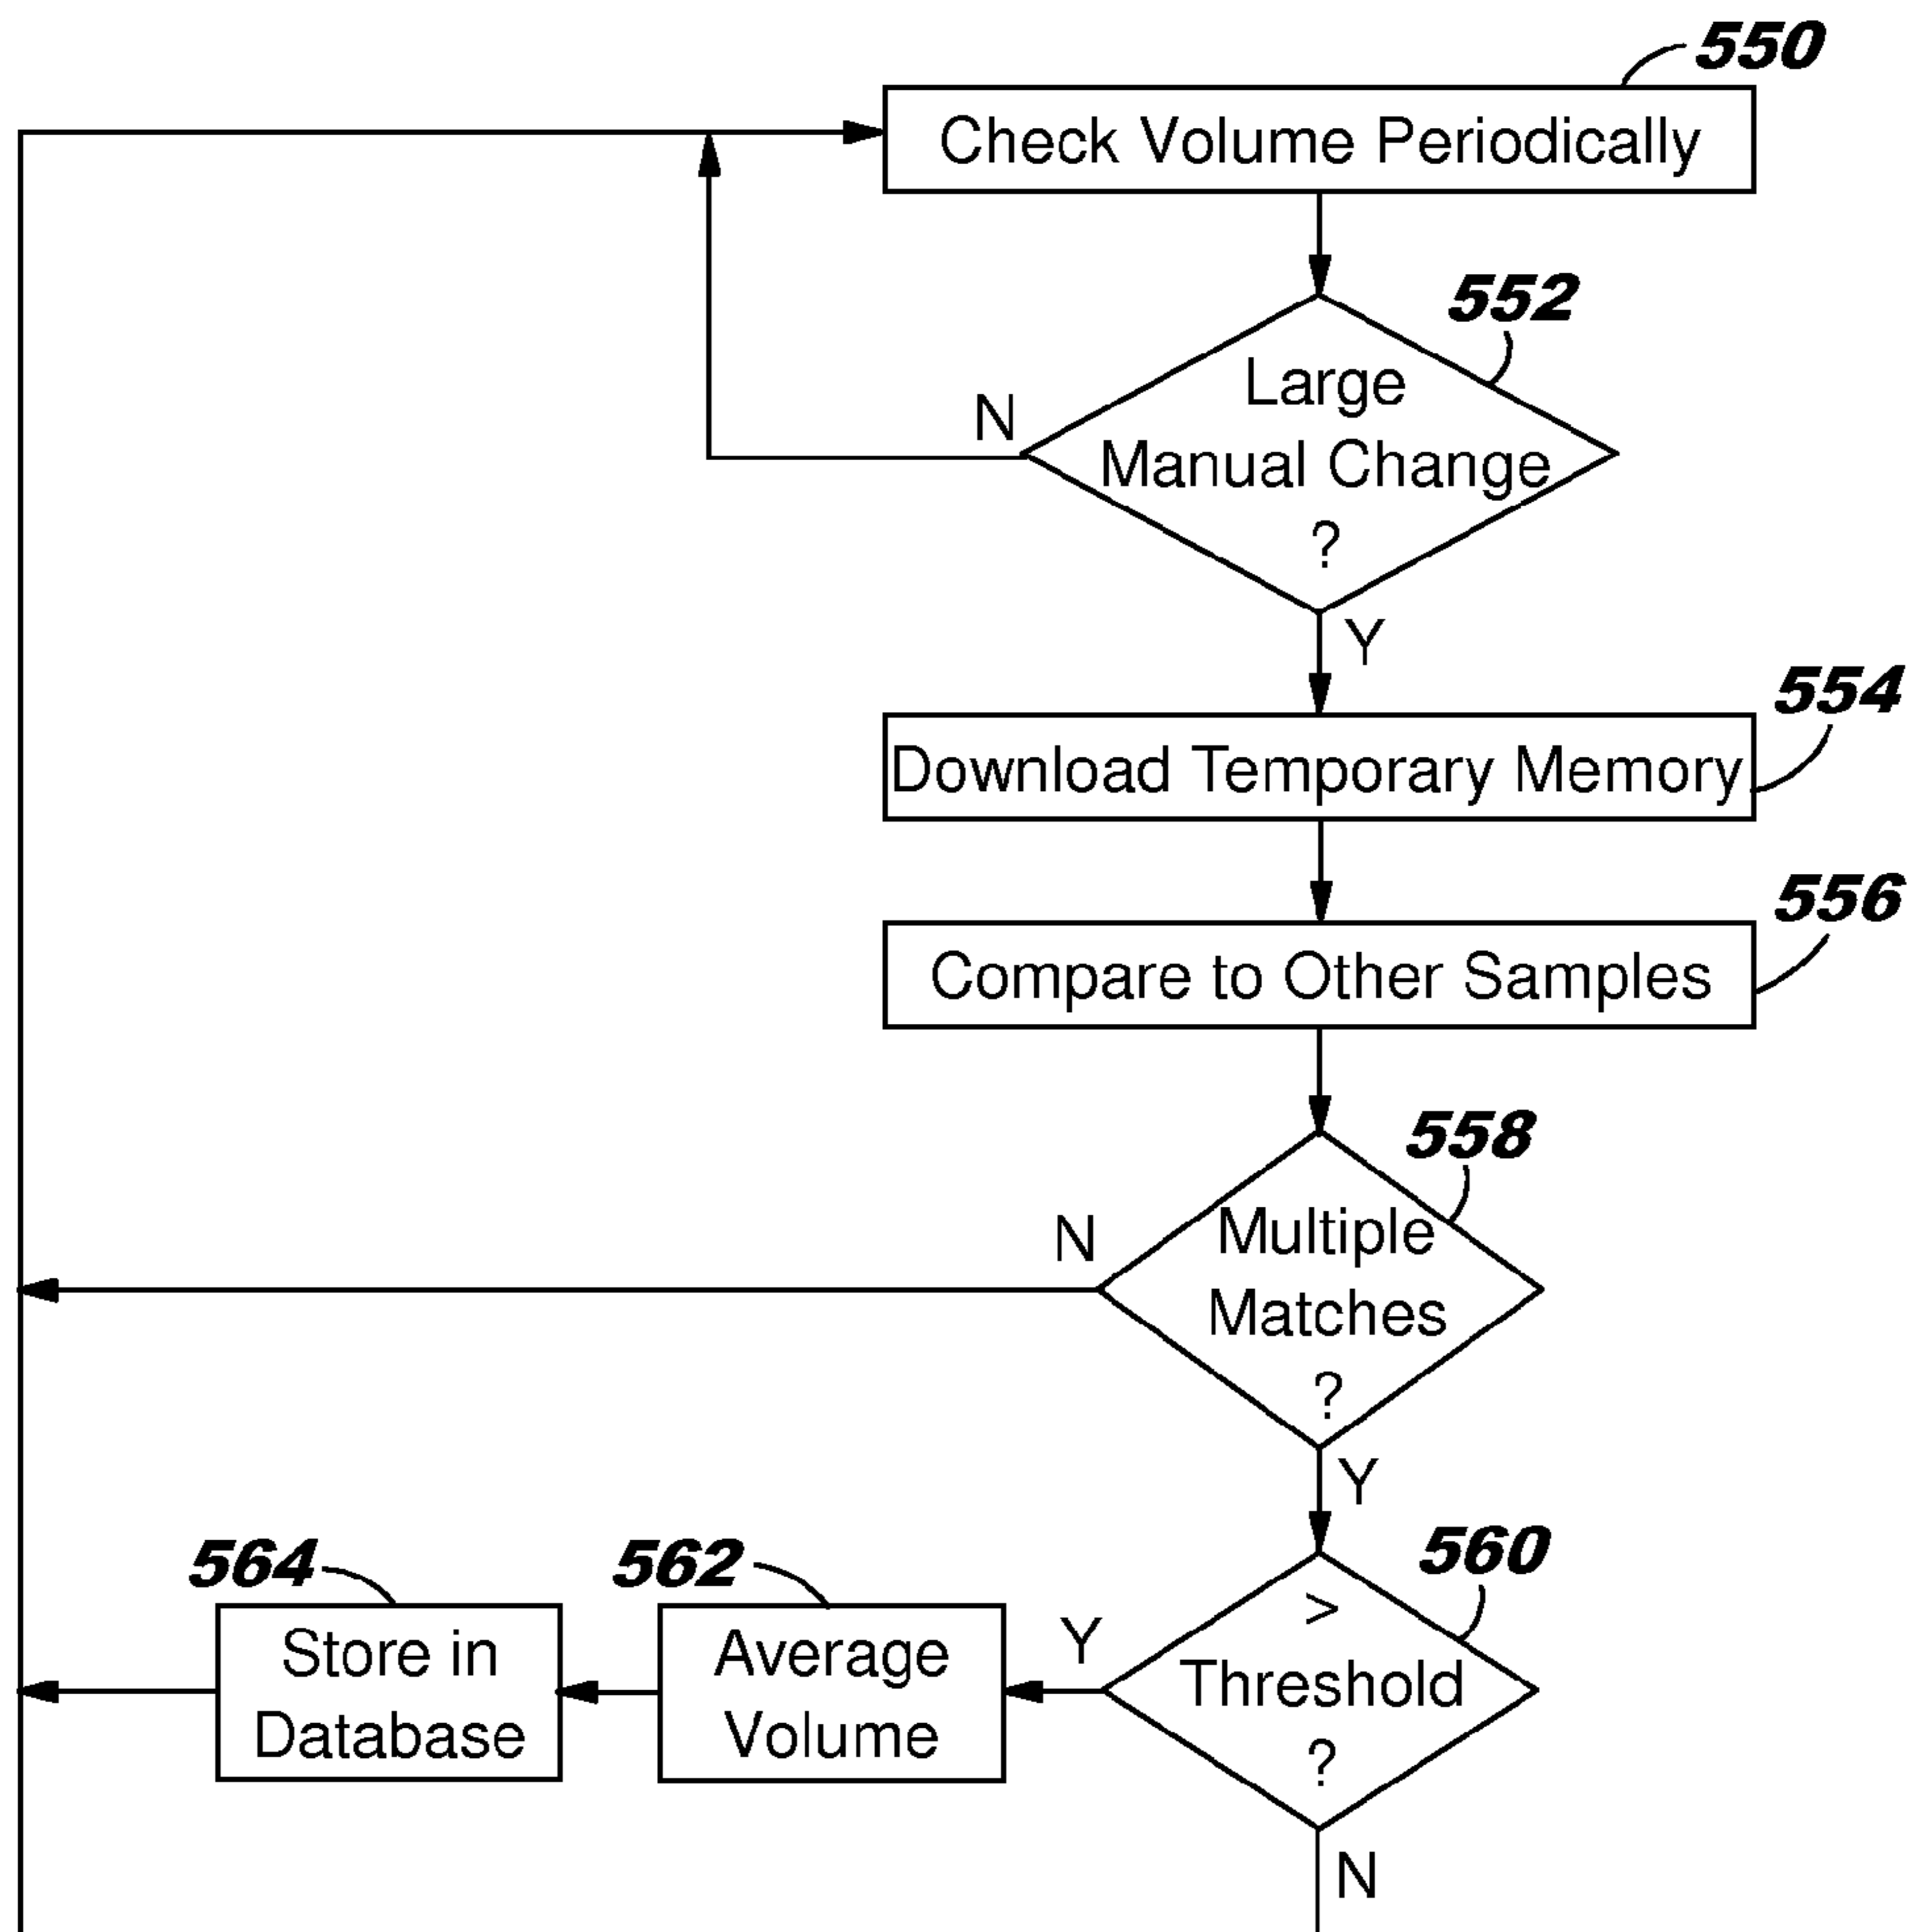 550
Check Volume Periodically
552
Large
Manual Change
?
N
Y
554
Download Temporary Memory
556
Compare to Other Samples
558
Multiple
Matches
?
N
Y
560
>
Threshold
?
Y
N
562
Average
Volume
564
Store in
Database